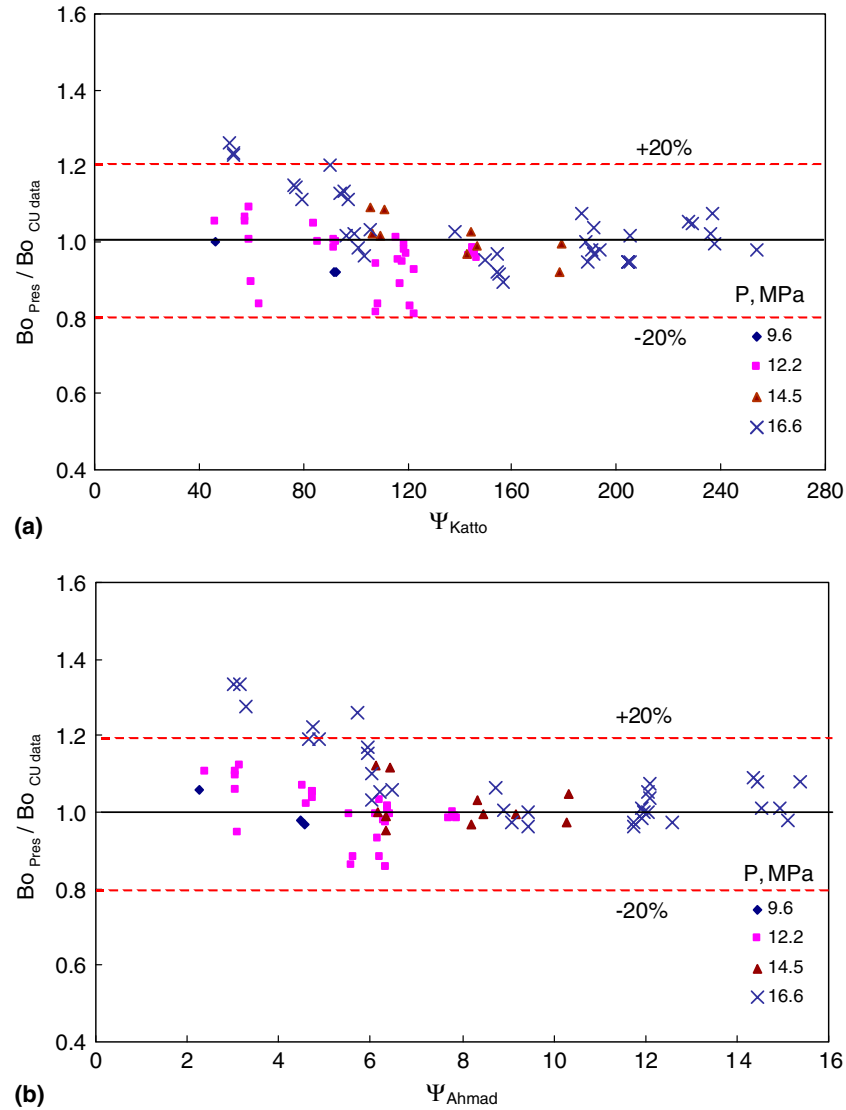 1.6
1.4
1.2
1.0
0.8
0.6
0.4
Bo Pres / Bo CU data
+20%
-20%
P, MPa
9.6
12.2
14.5
16.6
0 40 80 120 160 200 240 280
(a)
Ψ Katto
1.6
1.4
1.2
1.0
0.8
0.6
0.4
Bo Pres / Bo CU data
+20%
-20%
P, MPa
9.6
12.2
14.5
16.6
0 2 4 6 8 10 12 14 16
(b)
Ψ Ahmad